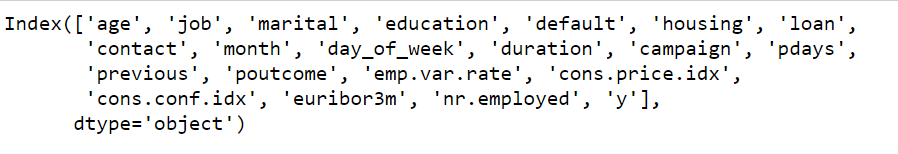 Index(['age', 'job', 'marital', 'education', 'default', 'housing', 'loan',
'contact', 'month', 'day_of_week', 'duration', 'campaign', 'pdays',
'previous', 'poutcome', 'emp.var.rate', 'cons.price.idx',
'cons.conf.idx', 'euribor3m', 'nr.employed', 'y'],
dtype='object')